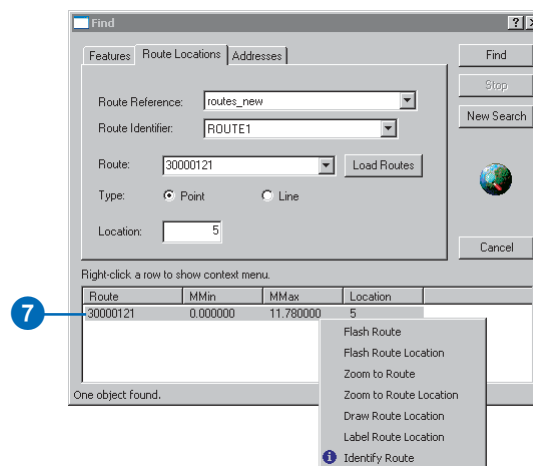 Find
? x
Features Route Locations Addresses
Find
Stop
New Search
Cancel
Route Reference: routes_new
Route Identifier: ROUTE1
Route: 30000121 Load Routes
Type: Point Line
Location: 5
Right-click a row to show context menu.
Route MMin MMax Location
7 30000121 0.000000 11.780000 5
One object found.
Flash Route
Flash Route Location
Zoom to Route
Zoom to Route Location
Draw Route Location
Label Route Location
i Identify Route